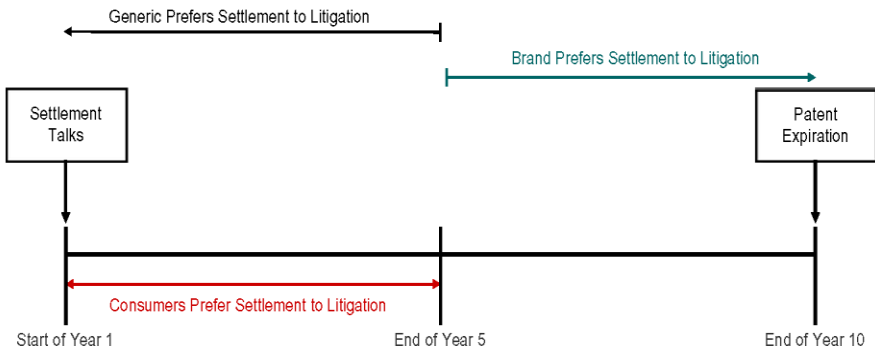 Generic Prefers Settlement to Litigation
Brand Prefers Settlement to Litigation
Settlement
Talks
Patent
Expiration
Consumers Prefer Settlement to Litigation
Start of Year 1
End of Year 5
End of Year 10